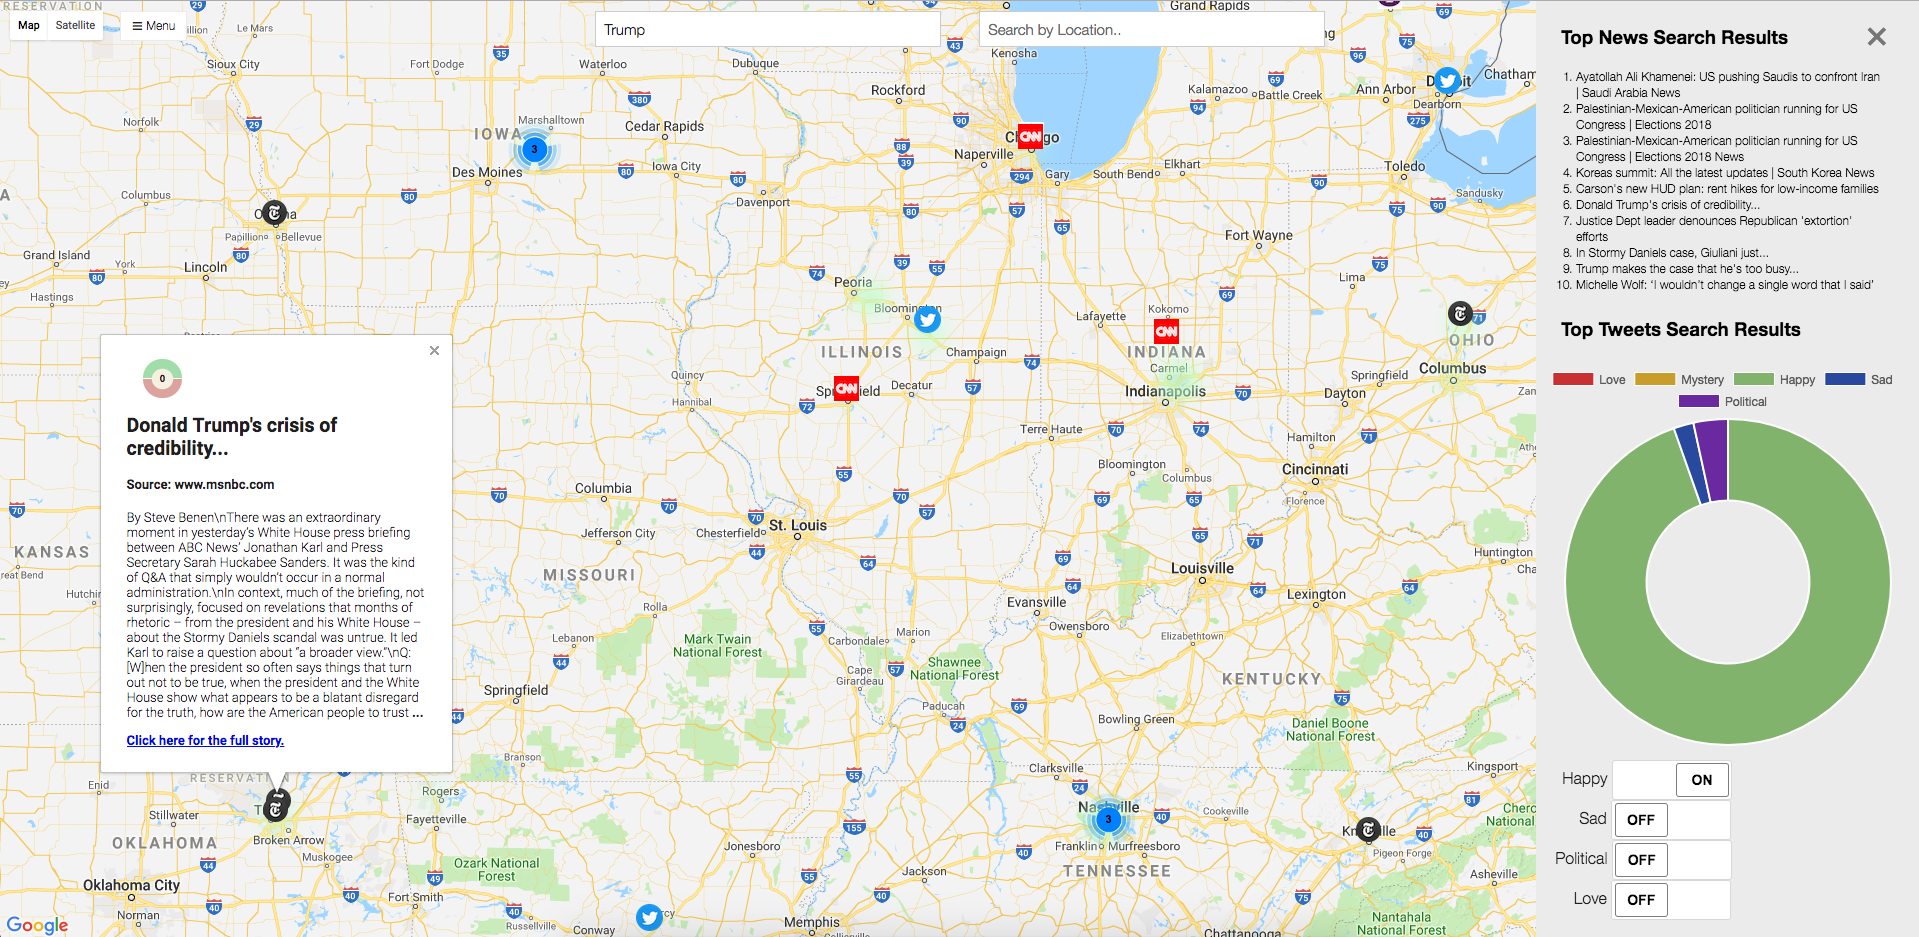 Map
Satellite
☰ Menu
Trump
Search by Location..
RESERVATION
Le Mars
Sioux City
Fort Dodge
Waterloo
Dubuque
Rockford
Kenosha
Grand Rapids
Kalamazoo
Battle Creek
Ann Arbor
Dearborn
Chatham
Norfolk
IOWA
Marshalltown
Cedar Rapids
Naperville
Gary
South Bend
Elkhart
Toledo
Sandusky
Des Moines
Iowa City
Davenport
Columbus
Papillion
Bellevue
Grand Island
York
Lincoln
Hastings
Peoria
Fort Wayne
Lima
Kokomo
Lafayette
ILLINOIS
INDIANA
OHIO
Champaign
Carmel
Indianapolis
Columbus
Springfield
Dayton
Quincy
Hannibal
Decatur
Terre Haute
Hamilton
Bloomington
Columbus
Cincinnati
Florence
Columbia
St. Louis
Jefferson City
Chesterfield
KANSAS
MISSOURI
Louisville
Huntington
Evansville
Lexington
Rolla
Owensboro
Elizabethtown
Lebanon
Mark Twain
National Forest
Carbondale
Marion
Cape
Girardeau
Shawnee
National Forest
Springfield
KENTUCKY
Paducah
Bowling Green
Daniel Boone
National Forest
Branson
Clarksville
Kingsport
Enid
Rogers
Stillwater
Fayetteville
Cookeville
OKLAHOMA
Broken Arrow
Muskogee
Jonesboro
Franklin
Murfreesboro
Pigeon Forge
Ozark National
Forest
TENNESSEE
Jackson
Asheville
Oklahoma City
Fort Smith
Norman
Russellville
Conway
Memphis
Chattanooga
Nantahala
National Forest
Google
CNN
CNN
CNN
3
3
0
Donald Trump's crisis of
credibility...
Source: www.msnbc.com
By Steve Benen\nThere was an extraordinary
moment in yesterday's White House press briefing
between ABC News' Jonathan Karl and Press
Secretary Sarah Huckabee Sanders. It was the kind
of Q&A that simply wouldn't occur in a normal
administration.\nIn context, much of the briefing, not
surprisingly, focused on revelations that months of
rhetoric – from the president and his White House –
about the Stormy Daniels scandal was untrue. It led
Karl to raise a question about "a broader view."\nQ:
[W]hen the president so often says things that turn
out not to be true, when the president and the White
House show what appears to be a blatant disregard
for the truth, how are the American people to trust ...
Click here for the full story.
Top News Search Results
1. Ayatollah Ali Khamenei: US pushing Saudis to confront Iran
| Saudi Arabia News
2. Palestinian-Mexican-American politician running for US
Congress | Elections 2018
3. Palestinian-Mexican-American politician running for US
Congress | Elections 2018 News
4. Koreas summit: All the latest updates | South Korea News
5. Carson's new HUD plan: rent hikes for low-income families
6. Donald Trump's crisis of credibility...
7. Justice Dept leader denounces Republican 'extortion'
efforts
8. In Stormy Daniels case, Giuliani just...
9. Trump makes the case that he's too busy...
10. Michelle Wolf: 'I wouldn't change a single word that I said'
Top Tweets Search Results
Love
Mystery
Happy
Sad
Political
Happy ON
Sad OFF
Political OFF
Love OFF